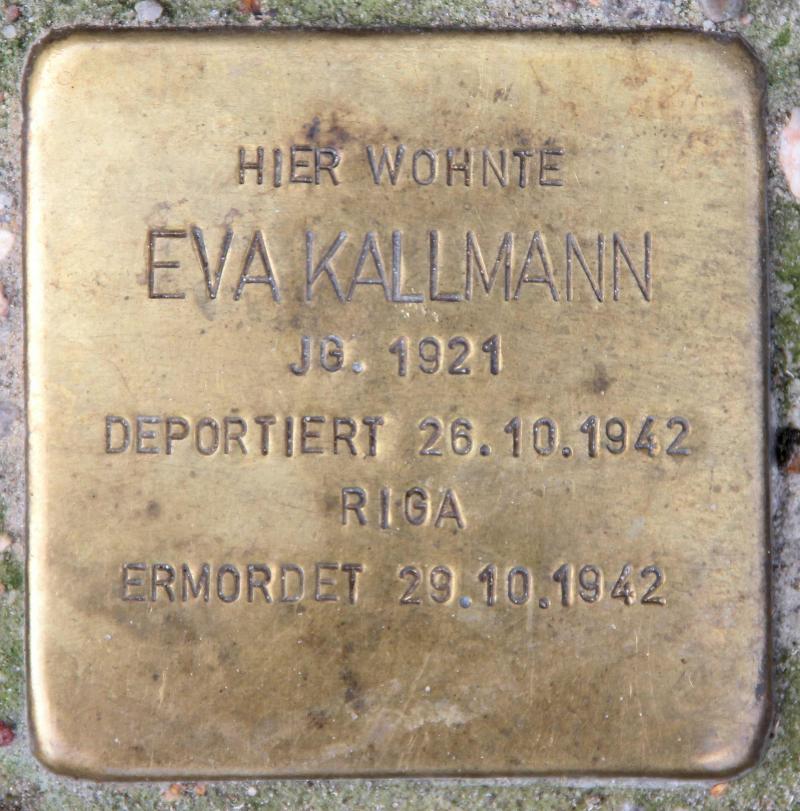 HIER WOHNTE
EVA KALLMANN
JG. 1921
DEPORTIERT 26.10.1942
RIGA
ERMORDET 29.10.1942